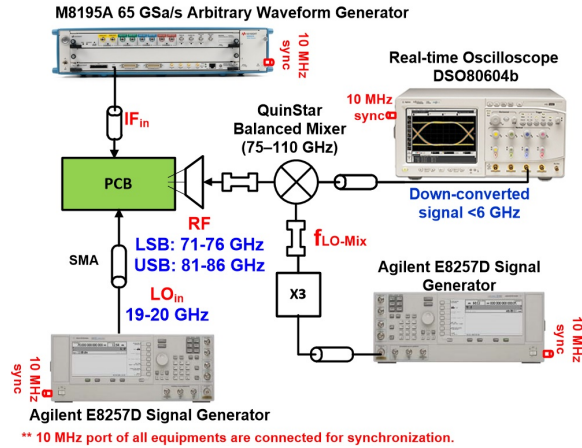 M8195A 65 GSa/s Arbitrary Waveform Generator
10 MHz
sync
Real-time Oscilloscope
DSO80604b
10 MHz
sync
IFin
QuinStar
Balanced Mixer
(75–110 GHz)
PCB
RF
LSB: 71-76 GHz
USB: 81-86 GHz
Down-converted
signal <6 GHz
fLO-Mix
SMA
LOin
19-20 GHz
X3
Agilent E8257D Signal
Generator
10 MHz
sync
10 MHz
sync
Agilent E8257D Signal Generator
** 10 MHz port of all equipments are connected for synchronization.